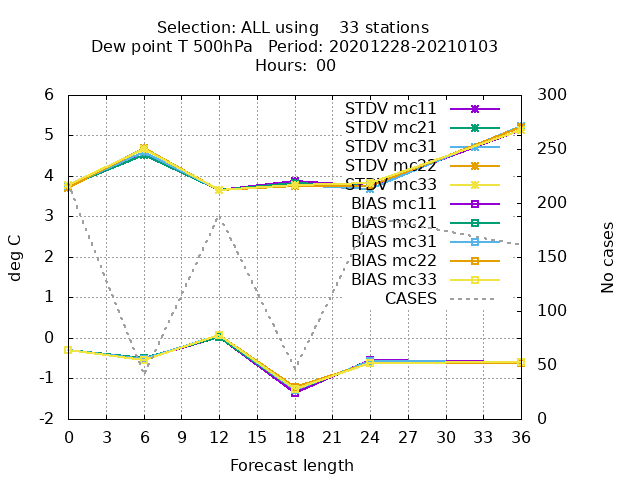 Selection: ALL using 33 stations
Dew point T 500hPa Period: 20201228-20210103
Hours: 00
6
5
4
3
2
1
0
-1
-2
deg C
STDV mc11
STDV mc21
STDV mc31
STDV mc22
STDV mc33
BIAS mc11
BIAS mc21
BIAS mc31
BIAS mc22
BIAS mc33
CASES
300
250
200
150
100
50
0
No cases
0 3 6 9 12 15 18 21 24 27 30 33 36
Forecast length